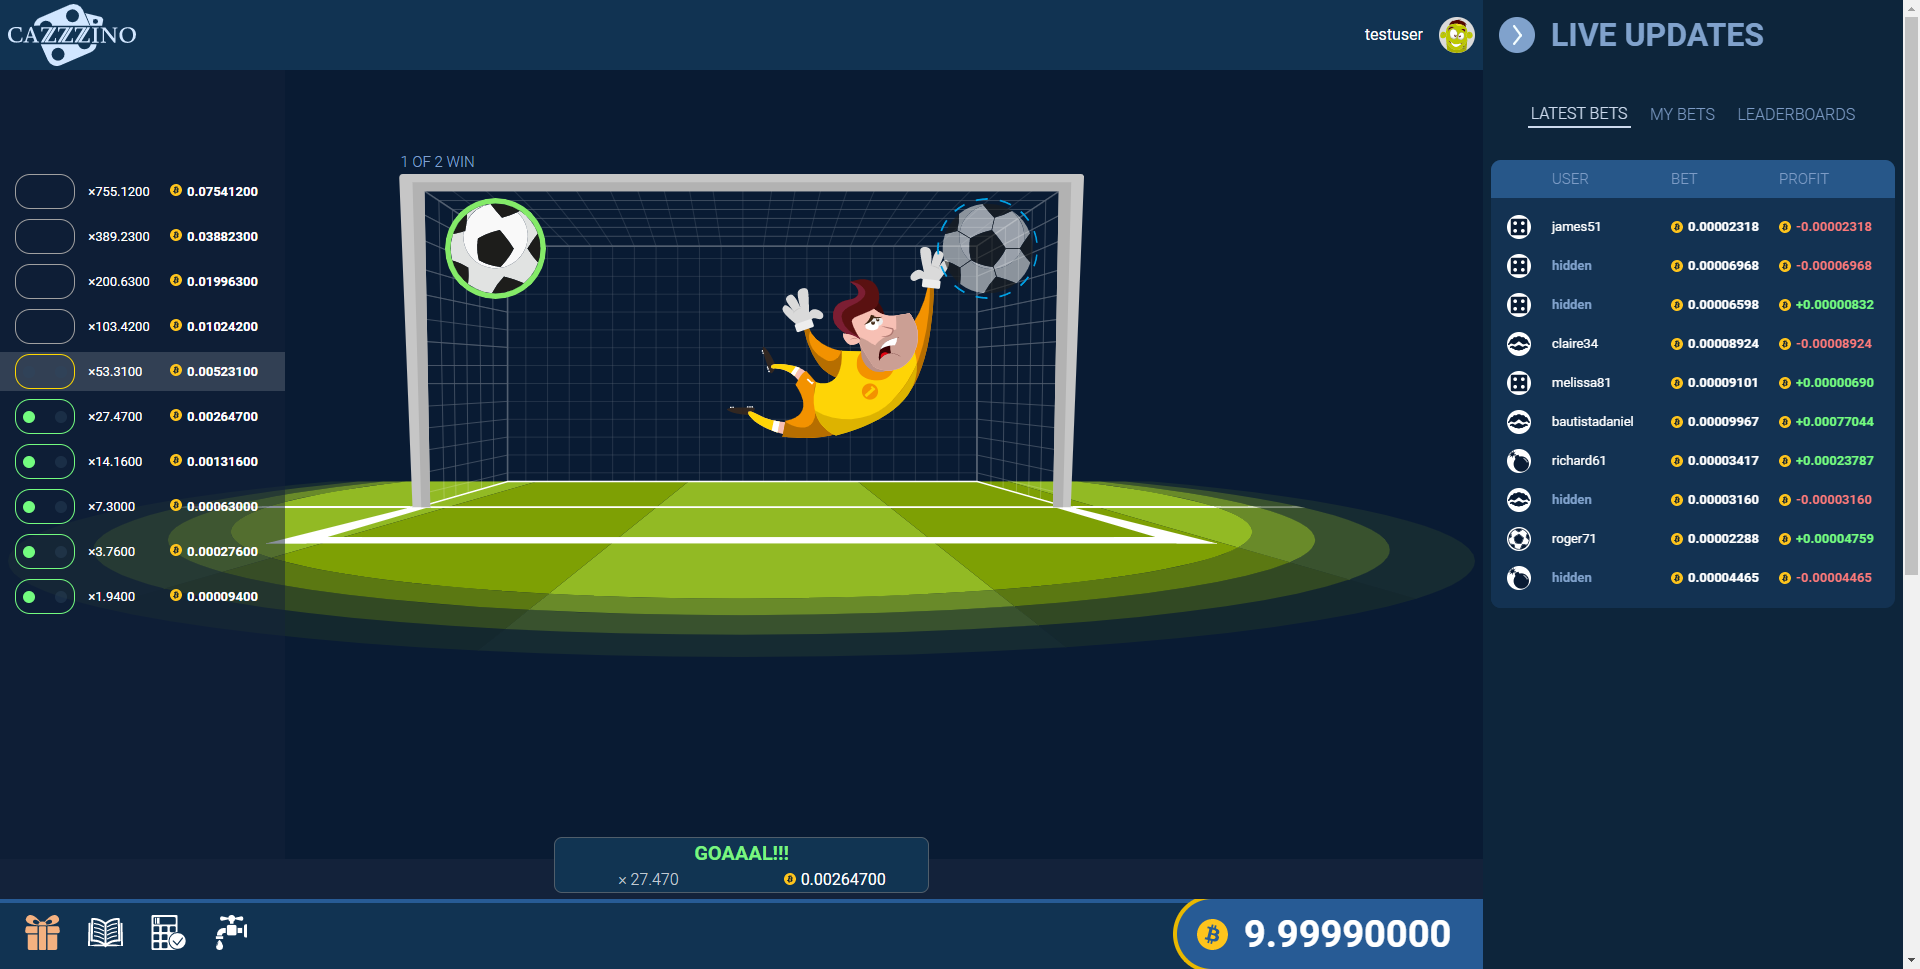 CAZZZINO
testuser
LIVE UPDATES
LATEST BETS MY BETS LEADERBOARDS
1 OF 2 WIN
×755.1200 0.07541200
×389.2300 0.03882300
×200.6300 0.01996300
×103.4200 0.01024200
×53.3100 0.00523100
×27.4700 0.00264700
×14.1600 0.00131600
×7.3000 0.00063000
×3.7600 0.00027600
×1.9400 0.00009400
USER BET PROFIT
james51 0.00002318 -0.00002318
hidden 0.00006968 -0.00006968
hidden 0.00006598 +0.00000832
claire34 0.00008924 -0.00008924
melissa81 0.00009101 +0.00000690
bautistadaniel 0.00009967 +0.00077044
richard61 0.00003417 +0.00023787
hidden 0.00003160 -0.00003160
roger71 0.00002288 +0.00004759
hidden 0.00004465 -0.00004465
GOAAAL!!!
× 27.470 0.00264700
9.99990000